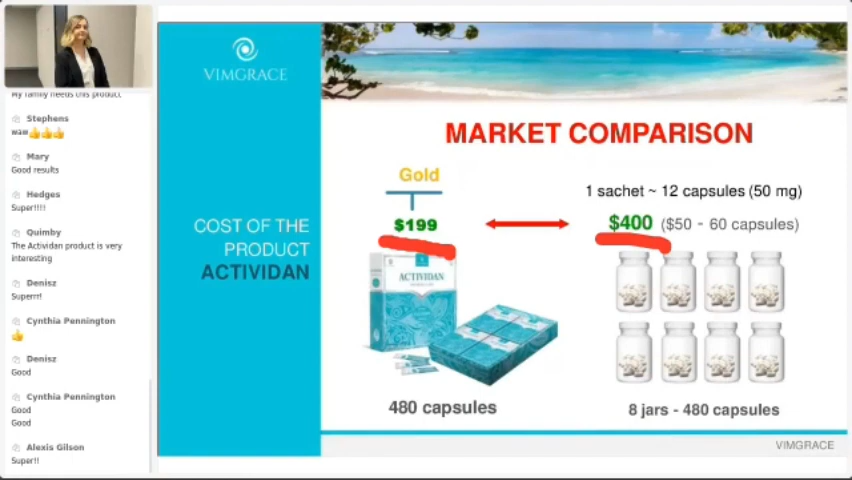 My family needs this product
Stephens
waw👍👍👍
Mary
Good results
Hedges
Super!!!!
Quimby
The Actividan product is very
interesting
Denisz
Superrr!
Cynthia Pennington
👍
Denisz
Good
Cynthia Pennington
Good
Good
Alexis Gilson
Super!!
VIMGRACE
COST OF THE
PRODUCT
ACTIVIDAN
MARKET COMPARISON
Gold
$199
1 sachet ~ 12 capsules (50 mg)
$400 ($50 - 60 capsules)
ACTIVIDAN
480 capsules
8 jars - 480 capsules
VIMGRACE